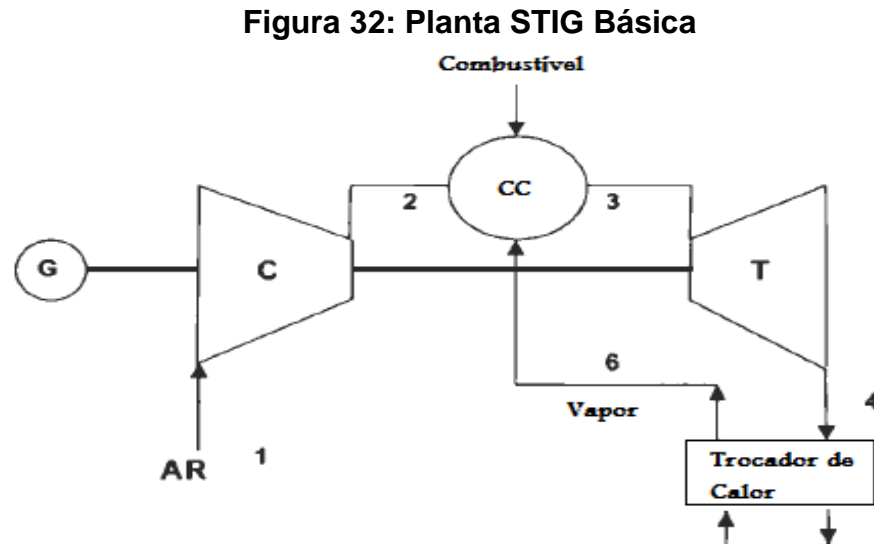 Figura 32: Planta STIG Básica
Combustível
CC
2
3
G
C
T
6
Vapor
4
AR
1
Trocador de
Calor